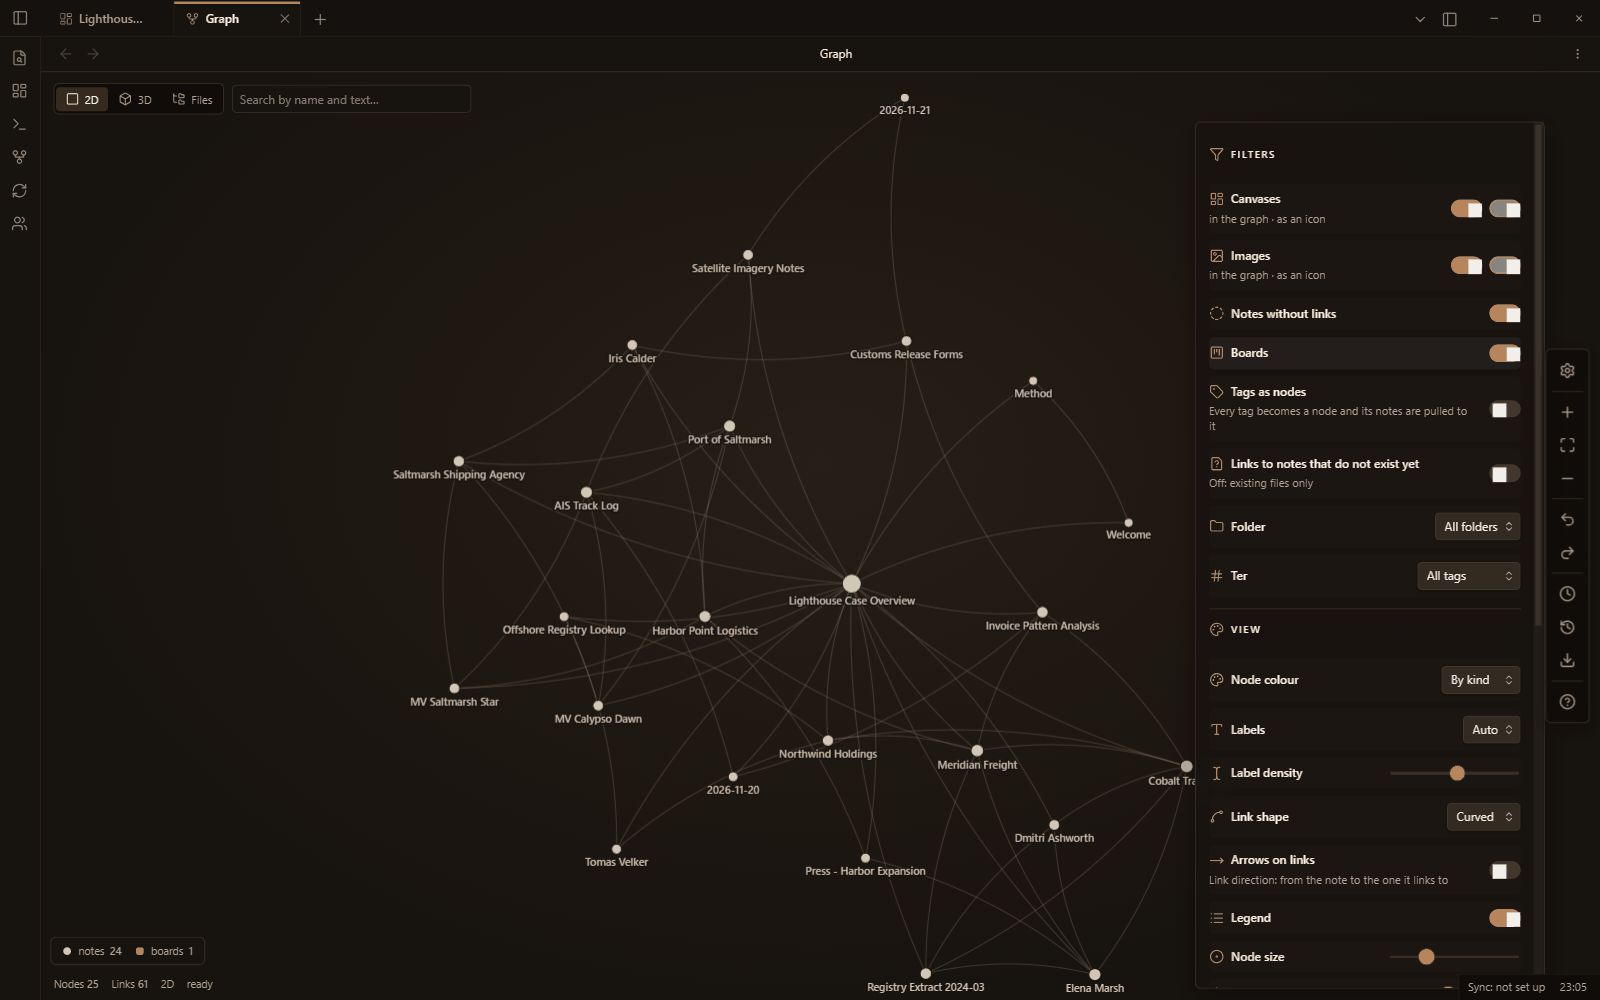 Lighthous...
Graph
Graph
2D
3D
Files
Search by name and text...
2026-11-21
Satellite Imagery Notes
Iris Calder
Customs Release Forms
Method
Port of Saltmarsh
Saltmarsh Shipping Agency
AIS Track Log
Welcome
Lighthouse Case Overview
Offshore Registry Lookup
Harbor Point Logistics
Invoice Pattern Analysis
MV Saltmarsh Star
MV Calypso Dawn
Northwind Holdings
Meridian Freight
Cobalt Tra
2026-11-20
Dmitri Ashworth
Tomas Velker
Press - Harbor Expansion
Registry Extract 2024-03
Elena Marsh
FILTERS
Canvases
in the graph · as an icon
Images
in the graph · as an icon
Notes without links
Boards
Tags as nodes
Every tag becomes a node and its notes are pulled to
it
Links to notes that do not exist yet
Off: existing files only
Folder
All folders
Ter
All tags
VIEW
Node colour
By kind
Labels
Auto
Label density
Link shape
Curved
Arrows on links
Link direction: from the note to the one it links to
Legend
Node size
notes 24
boards 1
Nodes 25
Links 61
2D
ready
Sync: not set up
23:05